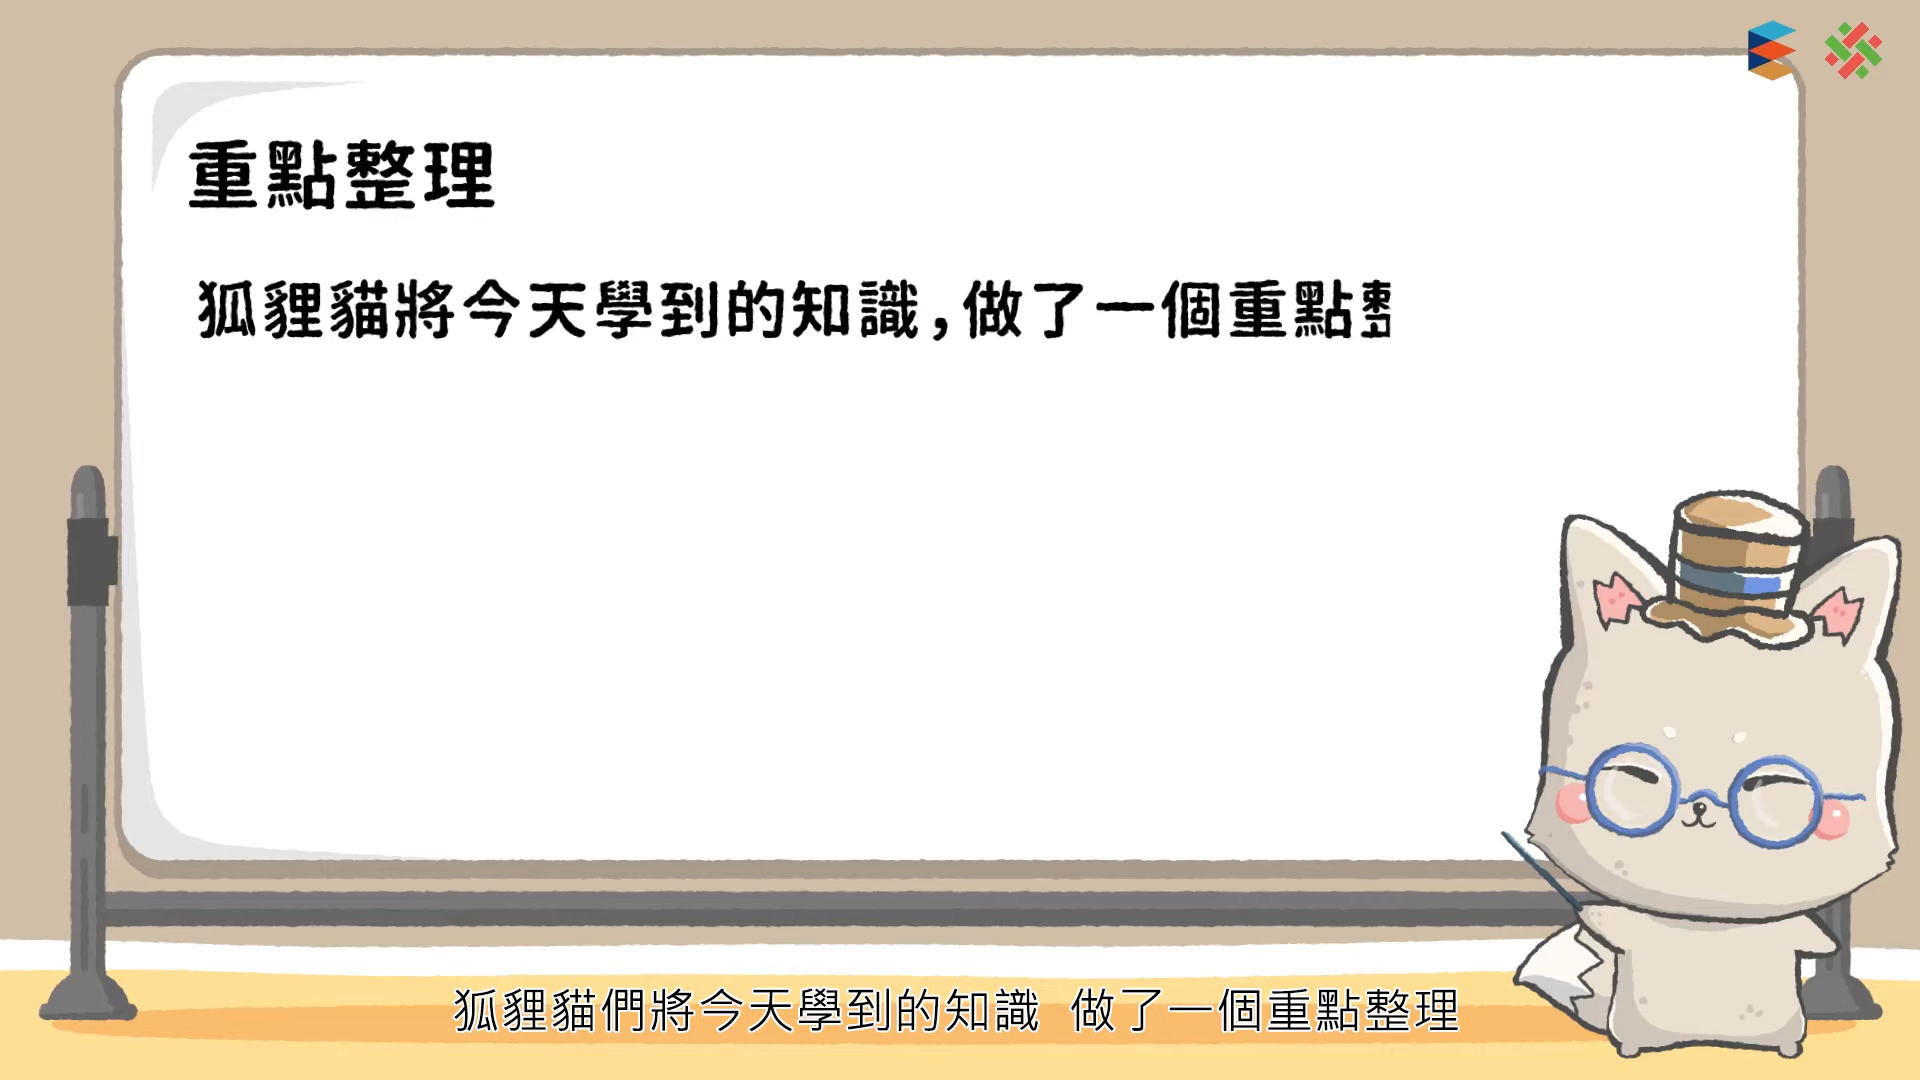 重點整理
狐狸貓將今天學到的知識,做了一個重點
狐狸貓們將今天學到的知識 做了一個重點整理